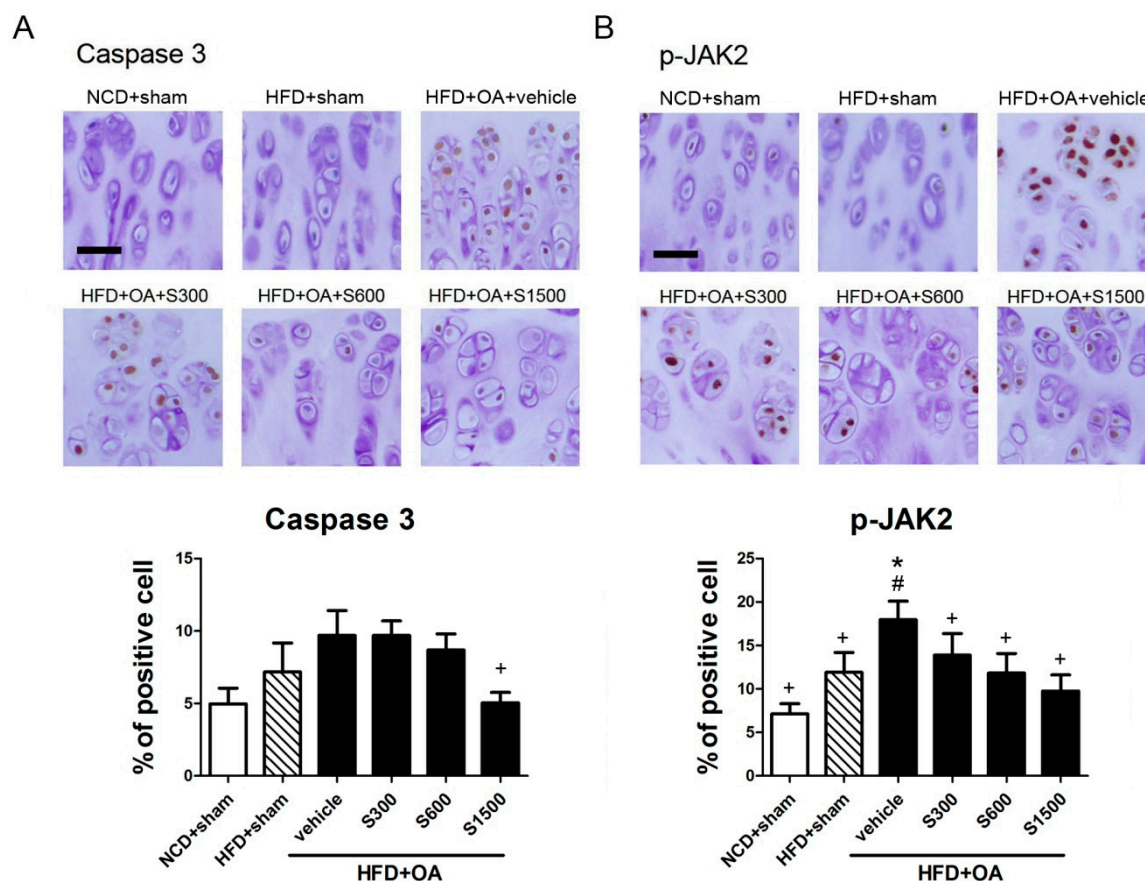 A
Caspase 3
NCD+sham HFD+sham HFD+OA+vehicle
HFD+OA+S300 HFD+OA+S600 HFD+OA+S1500
Caspase 3
% of positive cell
15
10
5
0
+
NCD+sham HFD+sham vehicle S300 S600 S1500
HFD+OA
B
p-JAK2
NCD+sham HFD+sham HFD+OA+vehicle
HFD+OA+S300 HFD+OA+S600 HFD+OA+S1500
p-JAK2
% of positive cell
25
20
15
10
5
0
+ + * # + + +
NCD+sham HFD+sham vehicle S300 S600 S1500
HFD+OA